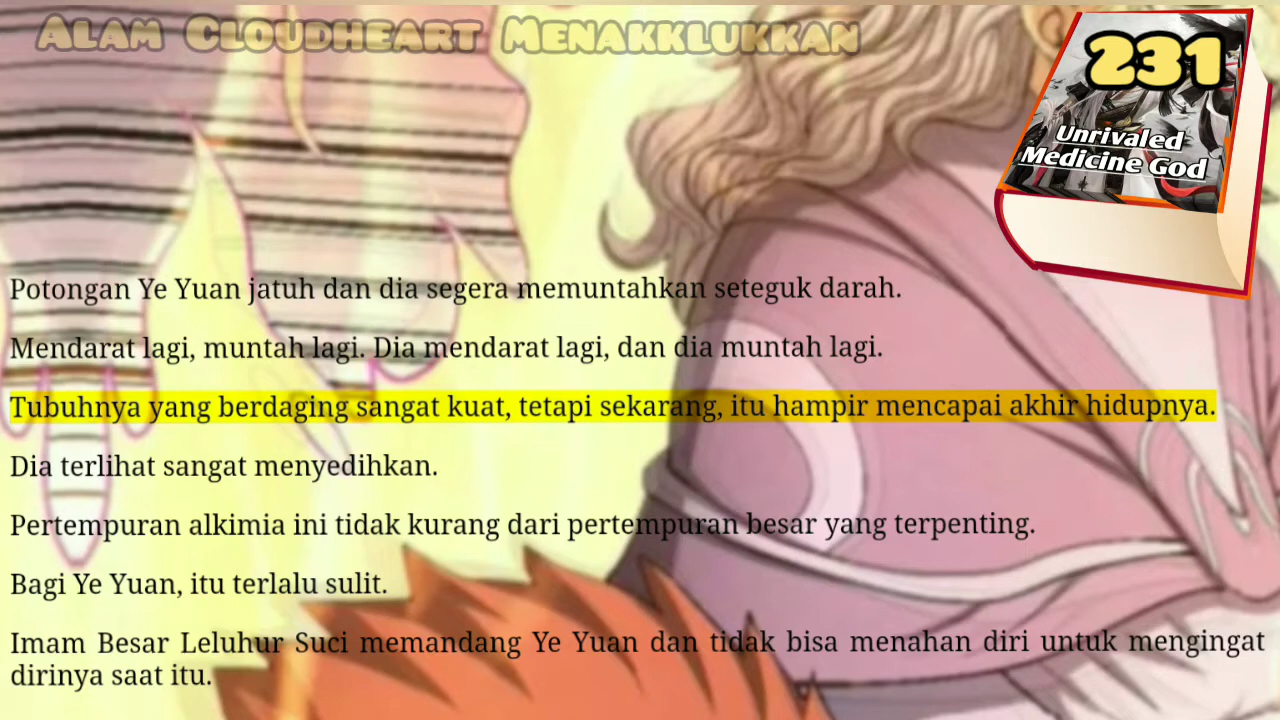 Alam Cloudheart Menakklukkan
231
Unrivaled
Medicine God
Potongan Ye Yuan jatuh dan dia segera memuntahkan seteguk darah.
Mendarat lagi, muntah lagi. Dia mendarat lagi, dan dia muntah lagi.
Tubuhnya yang berdaging sangat kuat, tetapi sekarang, itu hampir mencapai akhir hidupnya.
Dia terlihat sangat menyedihkan.
Pertempuran alkimia ini tidak kurang dari pertempuran besar yang terpenting.
Bagi Ye Yuan, itu terlalu sulit.
Imam Besar Leluhur Suci memandang Ye Yuan dan tidak bisa menahan diri untuk mengingat
dirinya saat itu.